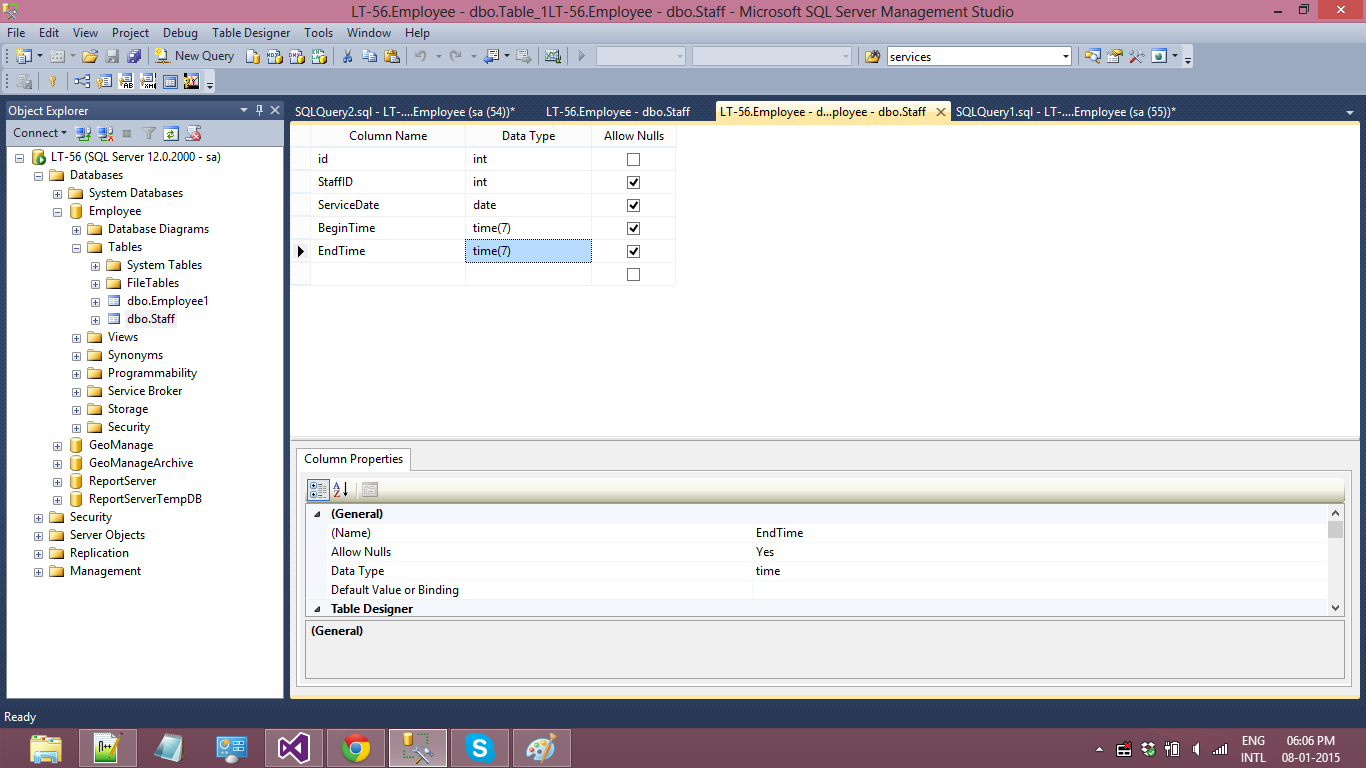 LT-56.Employee - dbo.Table_1LT-56.Employee - dbo.Staff - Microsoft SQL Server Management Studio
File Edit View Project Debug Table Designer Tools Window Help
New Query services
Object Explorer
Connect
LT-56 (SQL Server 12.0.2000 - sa)
Databases
System Databases
Employee
Database Diagrams
Tables
System Tables
FileTables
dbo.Employee1
dbo.Staff
Views
Synonyms
Programmability
Service Broker
Storage
Security
GeoManage
GeoManageArchive
ReportServer
ReportServerTempDB
Security
Server Objects
Replication
Management
SQLQuery2.sql - LT-....Employee (sa (54))* LT-56.Employee - dbo.Staff LT-56.Employee - d...ployee - dbo.Staff SQLQuery1.sql - LT-....Employee (sa (55))*
Column Name Data Type Allow Nulls
id int
StaffID int
ServiceDate date
BeginTime time(7)
EndTime time(7)
Column Properties
(General)
(Name) EndTime
Allow Nulls Yes
Data Type time
Default Value or Binding
Table Designer
(General)
Ready
ENG 06:06 PM
INTL 08-01-2015